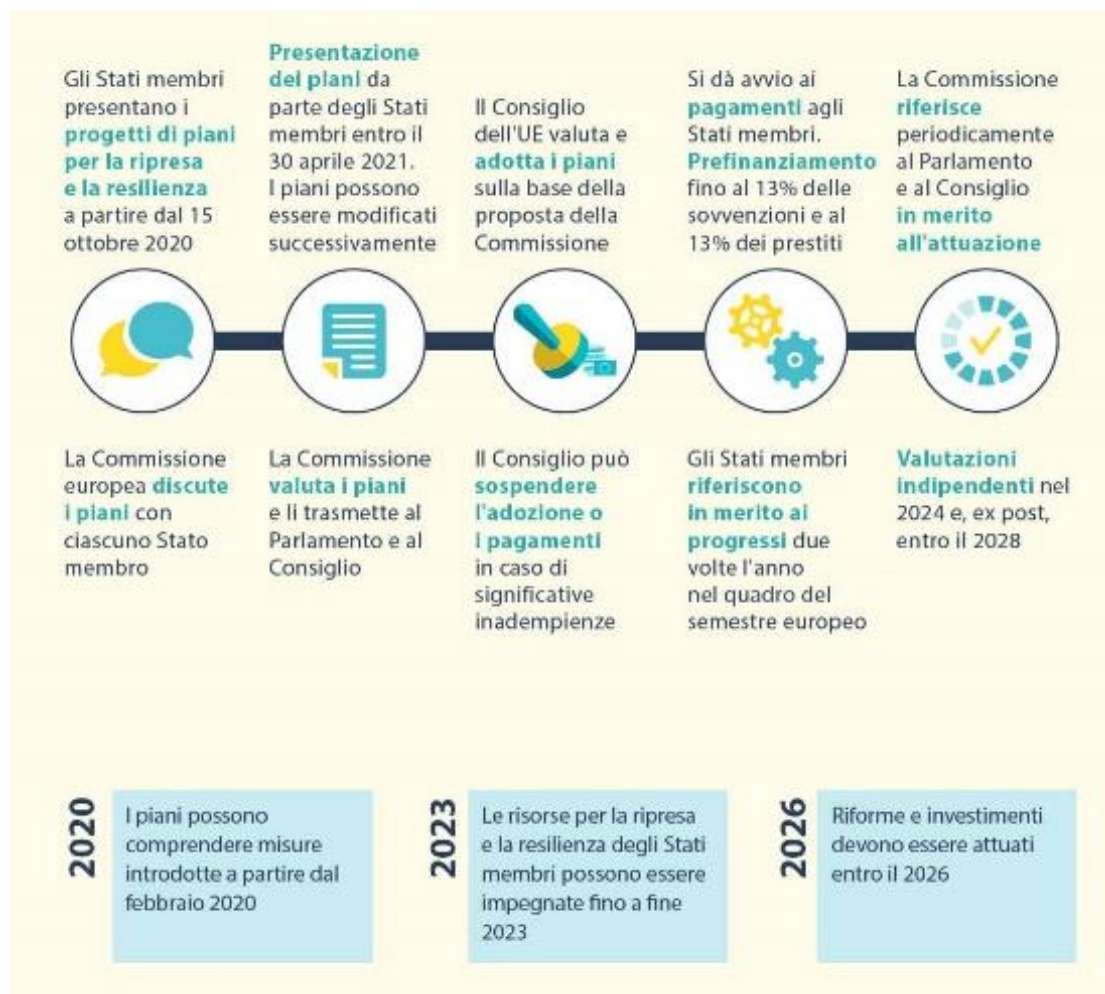 Gli Stati membri
presentano i
progetti di piani
per la ripresa
e la resilienza
a partire dal 15
ottobre 2020
Presentazione
dei piani da
parte degli Stati
membri entro il
30 aprile 2021.
I piani possono
essere modificati
successivamente
Il Consiglio
dell'UE valuta e
adotta i piani
sulla base della
proposta della
Commissione
Si dà avvio ai
pagamenti agli
Stati membri.
Prefinanziamento
fino al 13% delle
sovvenzioni e al
13% dei prestiti
La Commissione
riferisce
periodicamente
al Parlamento
e al Consiglio
in merito
all'attuazione
La Commissione
europea discute
i piani con
ciascuno Stato
membro
La Commissione
valuta i piani
e li trasmette al
Parlamento e al
Consiglio
Il Consiglio può
sospendere
l'adozione o
i pagamenti
in caso di
significative
inadempienze
Gli Stati membri
riferiscono
in merito ai
progressi due
volte l'anno
nel quadro del
semestre europeo
Valutazioni
indipendenti nel
2024 e, ex post,
entro il 2028
2020
I piani possono
comprendere misure
introdotte a partire dal
febbraio 2020
2023
Le risorse per la ripresa
e la resilienza degli Stati
membri possono essere
impegnate fino a fine
2023
2026
Riforme e investimenti
devono essere attuati
entro il 2026